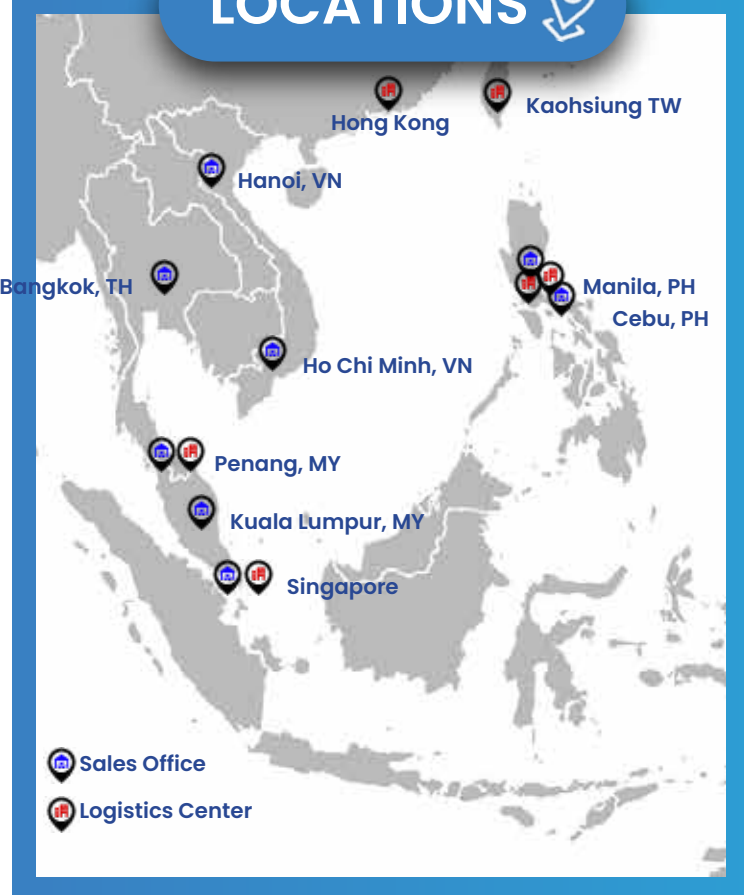 LOCATIONS
Kaohsiung TW
Hong Kong
Hanoi, VN
Bangkok, TH
Manila, PH
Cebu, PH
Ho Chi Minh, VN
Penang, MY
Kuala Lumpur, MY
Singapore
Sales Office
Logistics Center